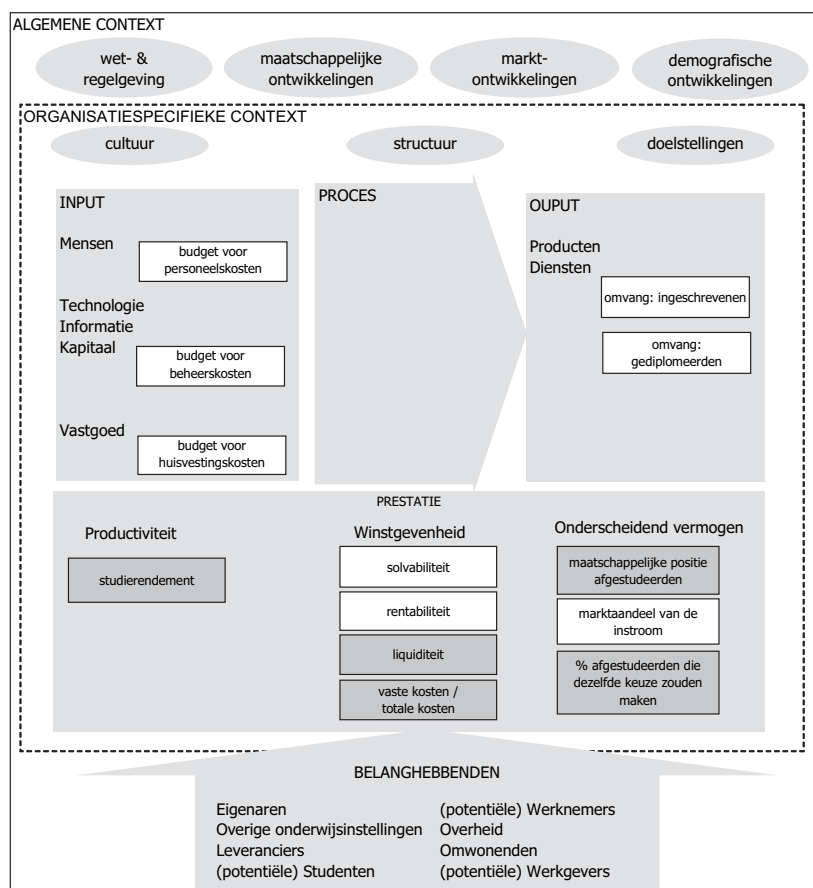 ALGEMENE CONTEXT
wet- &
regelgeving
maatschappelijke
ontwikkelingen
markt-
ontwikkelingen
demografische
ontwikkelingen
ORGANISATIESPECIFIEKE CONTEXT
cultuur
structuur
doelstellingen
INPUT
Mensen
budget voor
personeelskosten
Technologie
Informatie
Kapitaal
budget voor
beheerskosten
Vastgoed
budget voor
huisvestingskosten
PROCES
OUPUT
Producten
Diensten
omvang: ingeschrevenen
omvang:
gediplomeerden
PRESTATIE
Productiviteit
studierendement
Winstgevenheid
solvabiliteit
rentabiliteit
liquiditeit
vaste kosten /
totale kosten
Onderscheidend vermogen
maatschappelijke positie
afgestudeerden
marktaandeel van de
instroom
% afgestudeerden die
dezelfde keuze zouden
maken
BELANGHEBBENDEN
Eigenaren
Overige onderwijsinstellingen
Leveranciers
(potentiële) Studenten
(potentiële) Werknemers
Overheid
Omwonenden
(potentiële) Werkgevers